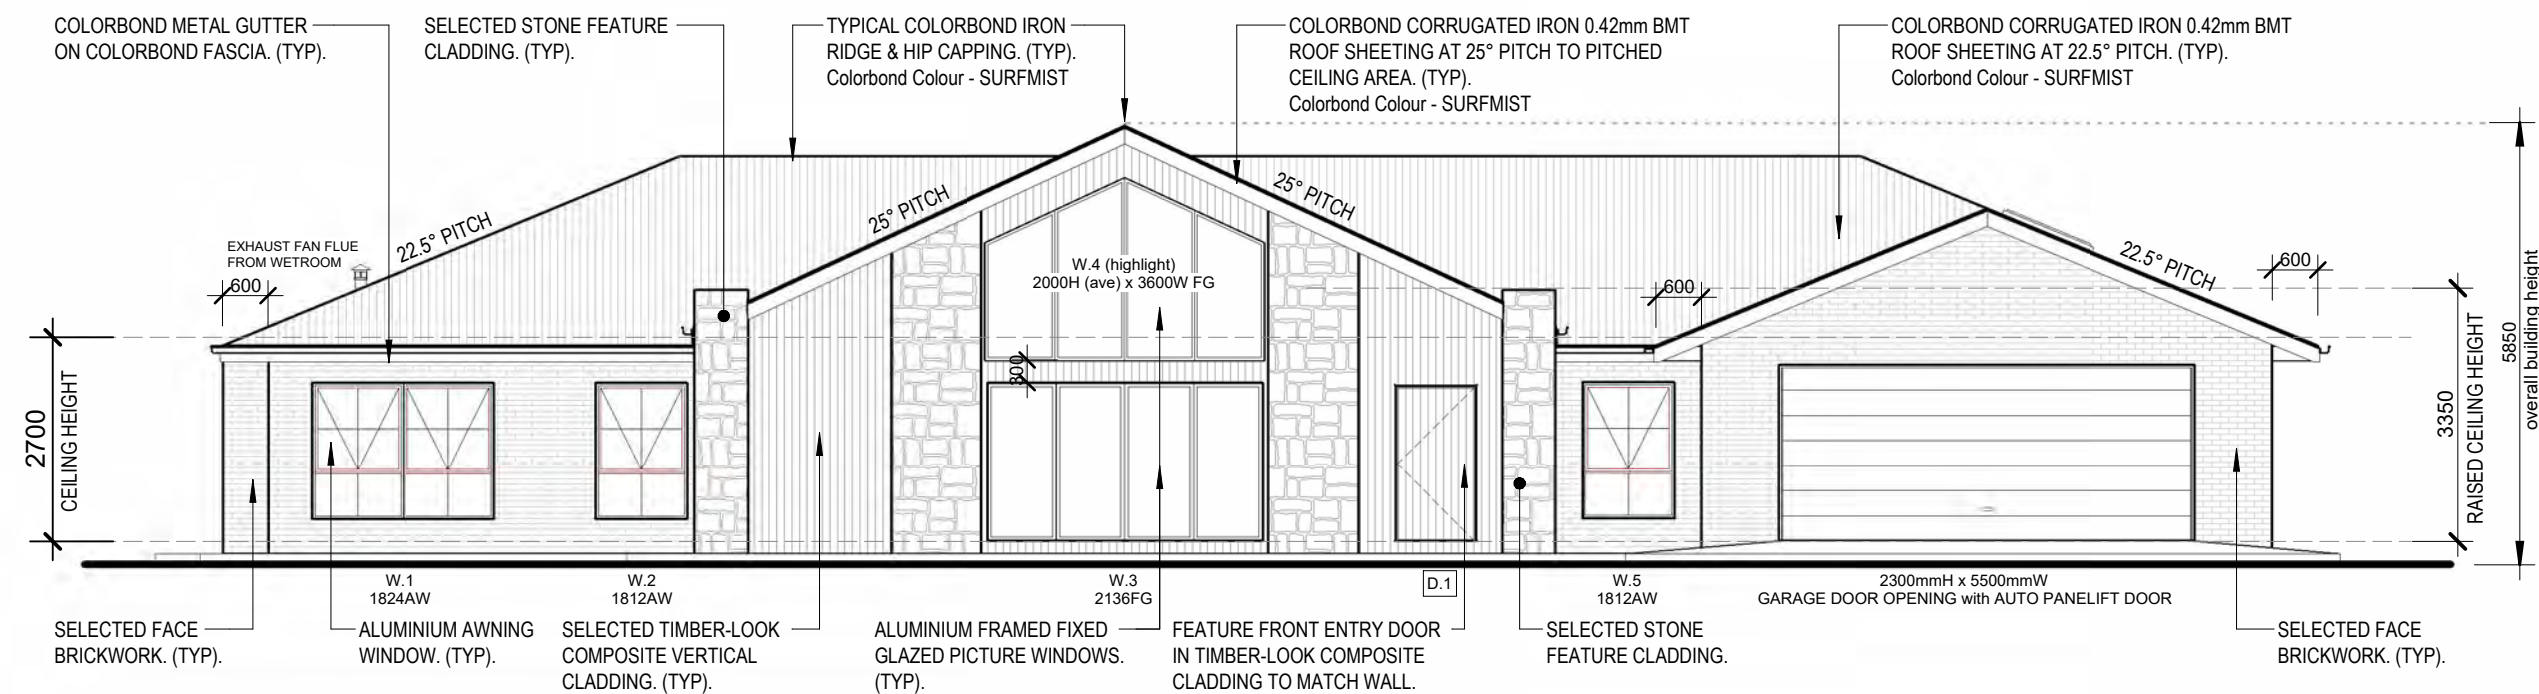 COLORBOND METAL GUTTER
ON COLORBOND FASCIA. (TYP).
SELECTED STONE FEATURE
CLADDING. (TYP).
TYPICAL COLORBOND IRON
RIDGE & HIP CAPPING. (TYP).
Colorbond Colour - SURFMIST
COLORBOND CORRUGATED IRON 0.42mm BMT
ROOF SHEETING AT 25° PITCH TO PITCHED
CEILING AREA. (TYP).
Colorbond Colour - SURFMIST
COLORBOND CORRUGATED IRON 0.42mm BMT
ROOF SHEETING AT 22.5° PITCH. (TYP).
Colorbond Colour - SURFMIST
22.5° PITCH
25° PITCH
25° PITCH
22.5° PITCH
EXHAUST FAN FLUE
FROM WETROOM
600
W.4 (highlight)
2000H (ave) x 3600W FG
600
600
300
2700
CEILING HEIGHT
3350
RAISED CEILING HEIGHT
5850
overall building height
W.1
1824AW
W.2
1812AW
W.3
2136FG
D.1
W.5
1812AW
2300mmH x 5500mmW
GARAGE DOOR OPENING with AUTO PANELIFT DOOR
SELECTED FACE
BRICKWORK. (TYP).
ALUMINIUM AWNING
WINDOW. (TYP).
SELECTED TIMBER-LOOK
COMPOSITE VERTICAL
CLADDING. (TYP).
ALUMINIUM FRAMED FIXED
GLAZED PICTURE WINDOWS.
(TYP).
FEATURE FRONT ENTRY DOOR
IN TIMBER-LOOK COMPOSITE
CLADDING TO MATCH WALL.
SELECTED STONE
FEATURE CLADDING.
SELECTED FACE
BRICKWORK. (TYP).